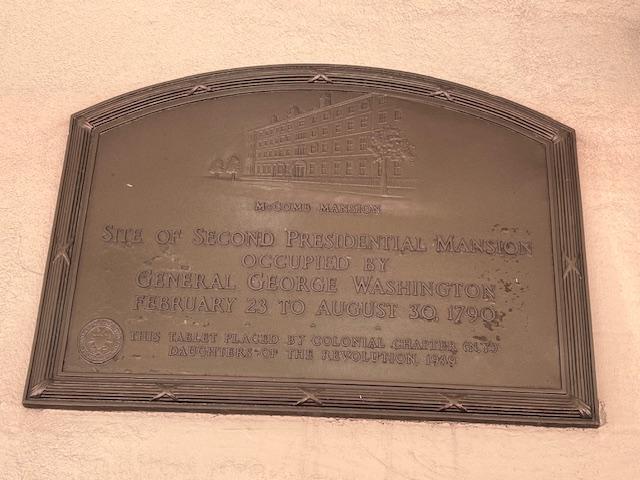 McCOMB MANSION
SITE OF SECOND PRESIDENTIAL MANSION
OCCUPIED BY
GENERAL GEORGE WASHINGTON
FEBRUARY 23 TO AUGUST 30, 1790
THIS TABLET PLACED BY COLONIAL CHAPTER (N.Y.)
DAUGHTERS OF THE REVOLUTION,